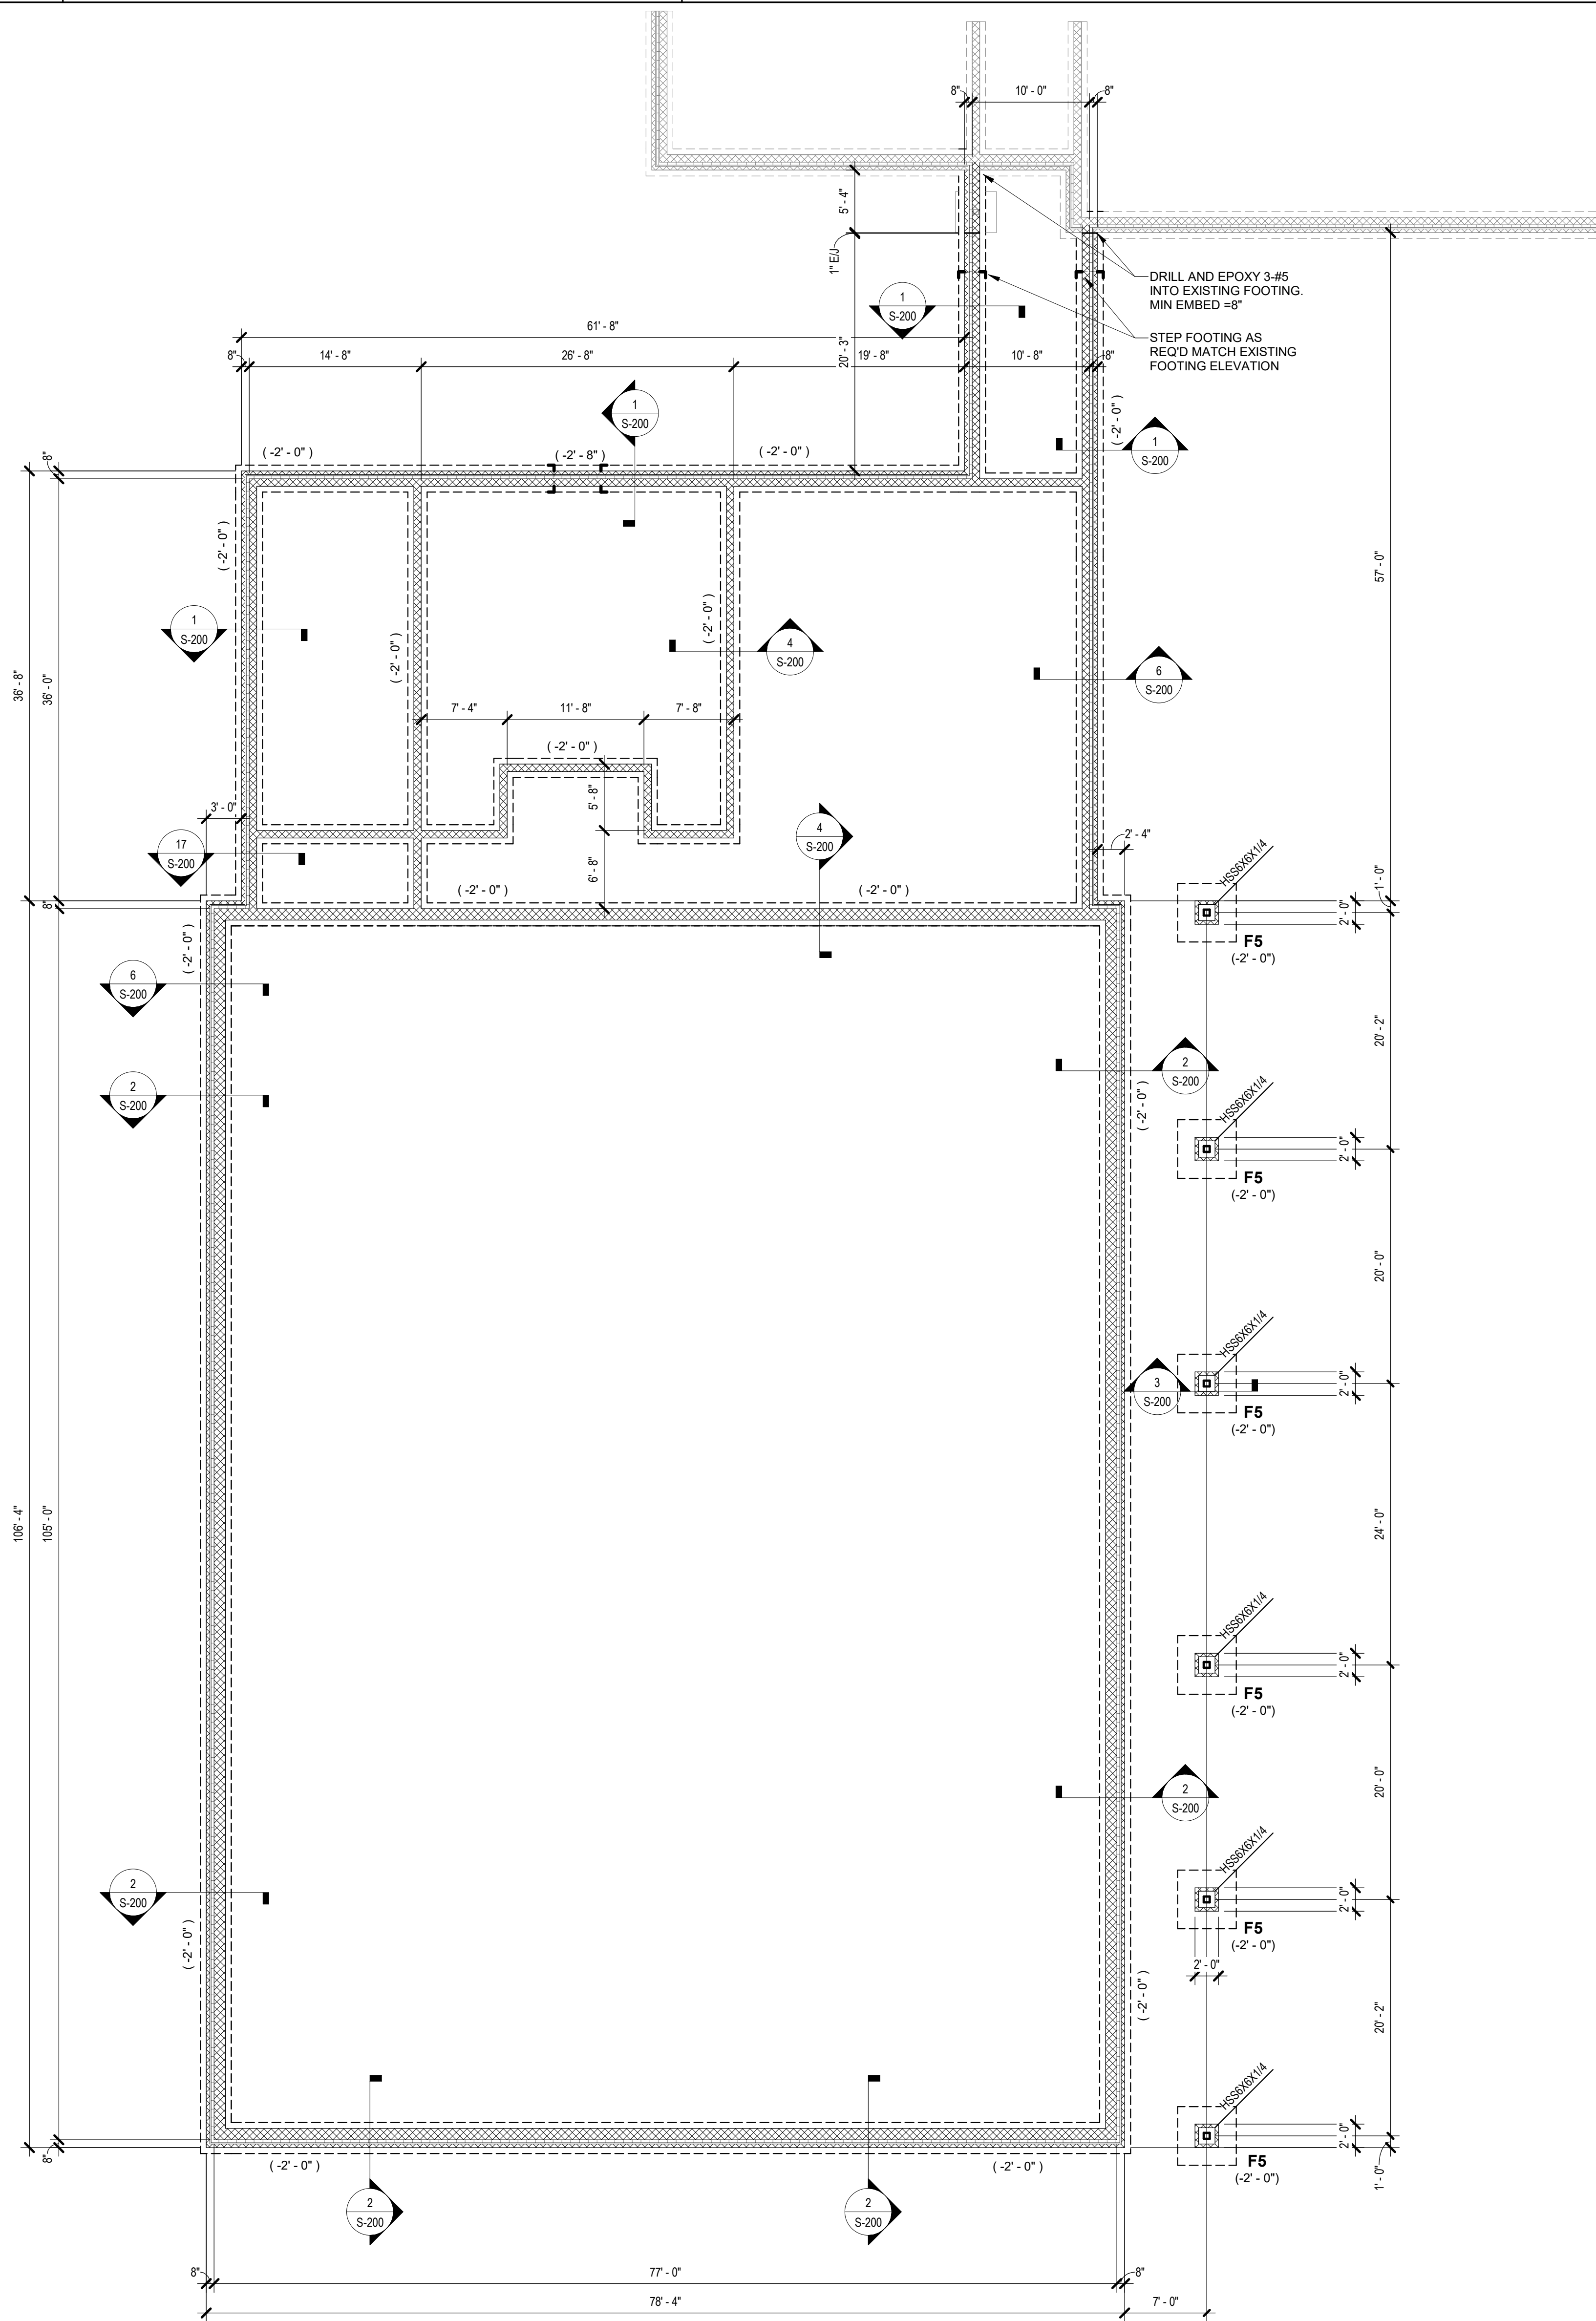 8"
10' - 0"
8"
5' - 4"
1" E/J
DRILL AND EPOXY 3-#5
INTO EXISTING FOOTING.
MIN EMBED =8"
1
S-200
61' - 8"
20' - 3"
STEP FOOTING AS
REQ'D MATCH EXISTING
FOOTING ELEVATION
8"
14' - 8"
26' - 8"
19' - 8"
10' - 8"
8"
1
S-200
( -2' - 0" )
1
S-200
8"
( -2' - 0" )
( -2' - 8" )
( -2' - 0" )
( -2' - 0" )
57' - 0"
1
S-200
( -2' - 0" )
( -2' - 0" )
4
S-200
6
S-200
36' - 8"
36' - 0"
7' - 4"
11' - 8"
7' - 8"
( -2' - 0" )
5' - 8"
3' - 0"
4
S-200
2' - 4"
17
S-200
6' - 8"
HSS6X6X1/4
1' - 0"
( -2' - 0" )
( -2' - 0" )
8"
2' - 0"
F5
(-2' - 0")
( -2' - 0" )
6
S-200
20' - 2"
2
S-200
2
S-200
( -2' - 0" )
HSS6X6X1/4
2' - 0"
F5
(-2' - 0")
20' - 0"
HSS6X6X1/4
3
S-200
2' - 0"
F5
(-2' - 0")
106' - 4"
105' - 0"
24' - 0"
HSS6X6X1/4
2' - 0"
F5
(-2' - 0")
2
S-200
20' - 0"
HSS6X6X1/4
2
S-200
2' - 0"
F5
(-2' - 0")
( -2' - 0" )
2' - 0"
( -2' - 0" )
20' - 2"
HSS6X6X1/4
2' - 0"
8"
( -2' - 0" )
( -2' - 0" )
F5
(-2' - 0")
1' - 0"
2
S-200
2
S-200
8"
77' - 0"
8"
78' - 4"
7' - 0"